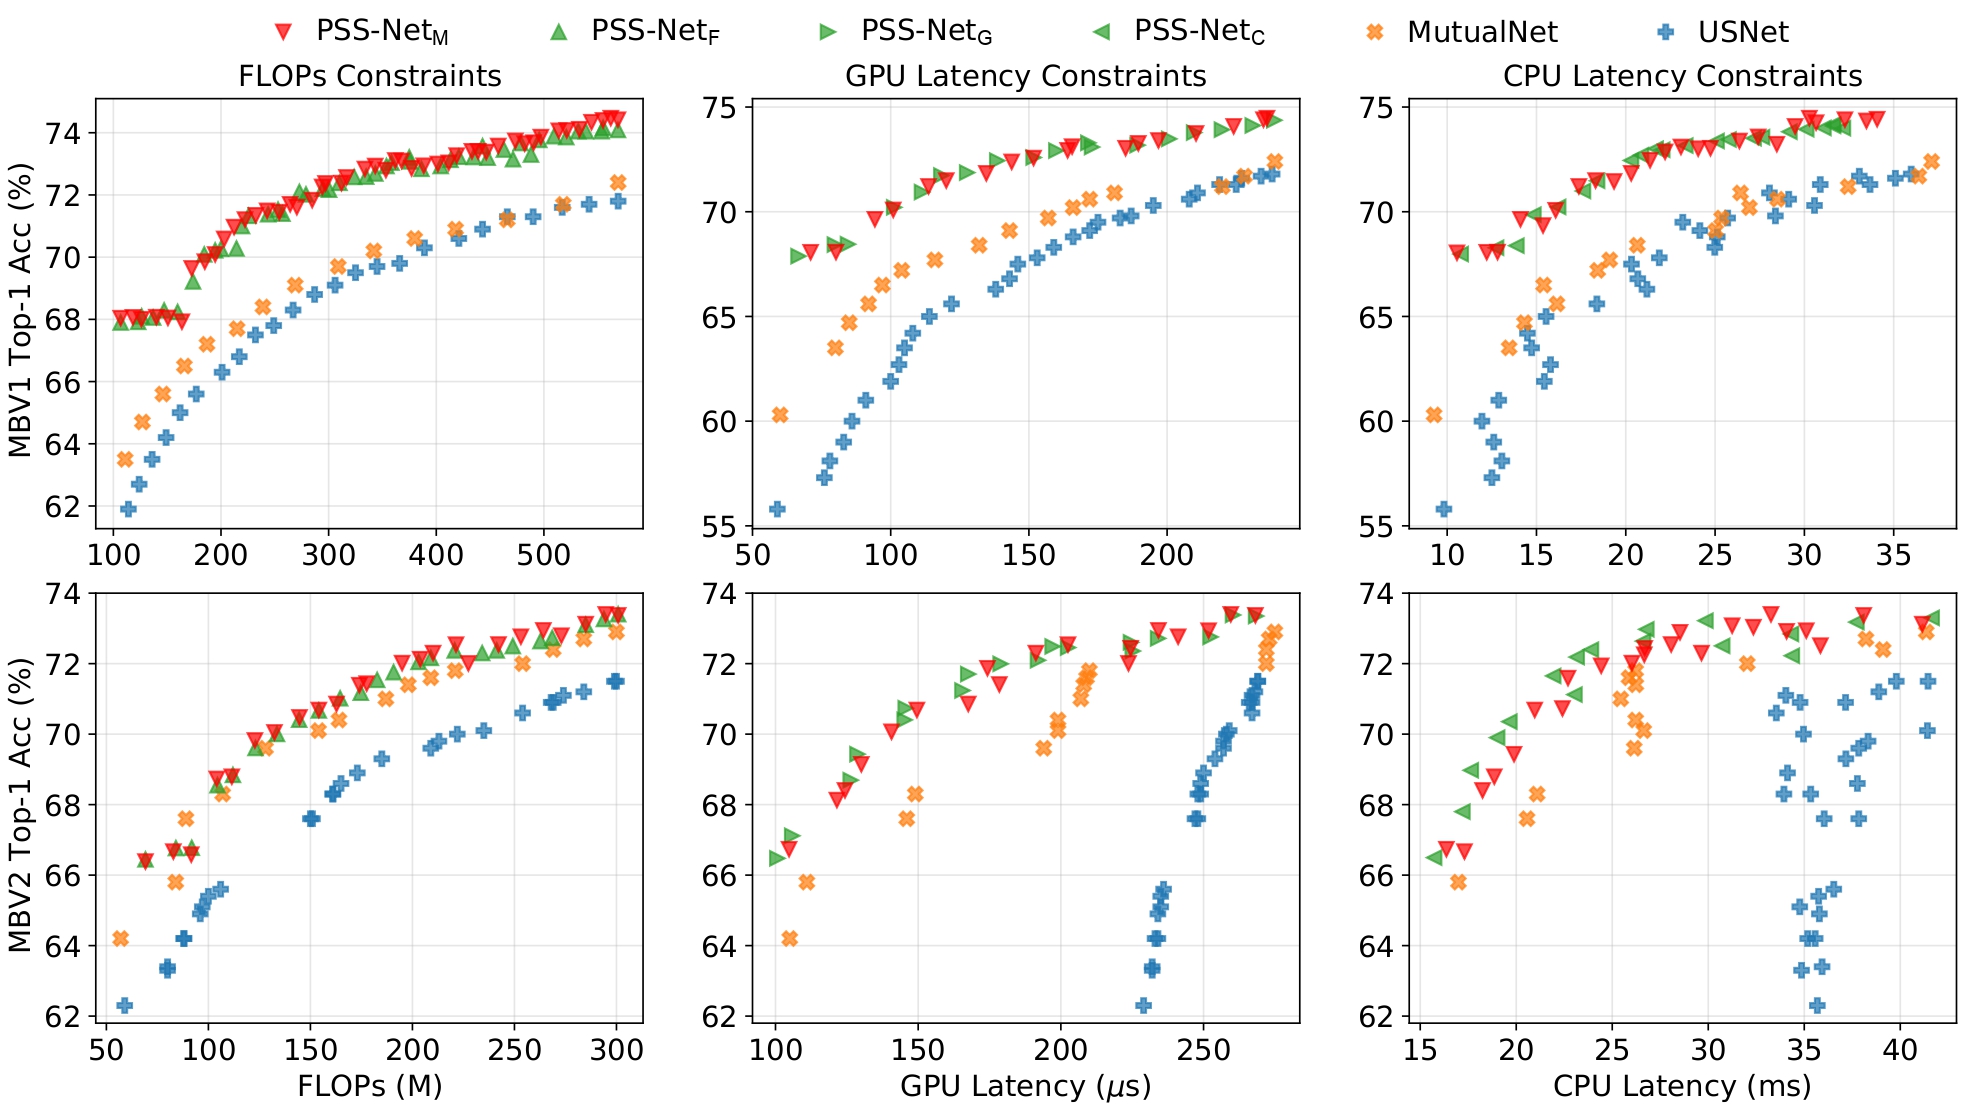 PSS-Net_M PSS-Net_F PSS-Net_G PSS-Net_C MutualNet USNet
FLOPs Constraints
GPU Latency Constraints
CPU Latency Constraints
MBV1 Top-1 Acc (%)
74
72
70
68
66
64
62
100 200 300 400 500
75
70
65
60
55
50 100 150 200
75
70
65
60
55
10 15 20 25 30 35
MBV2 Top-1 Acc (%)
74
72
70
68
66
64
62
50 100 150 200 250 300
FLOPs (M)
74
72
70
68
66
64
62
100 150 200 250
GPU Latency (μs)
74
72
70
68
66
64
62
15 20 25 30 35 40
CPU Latency (ms)